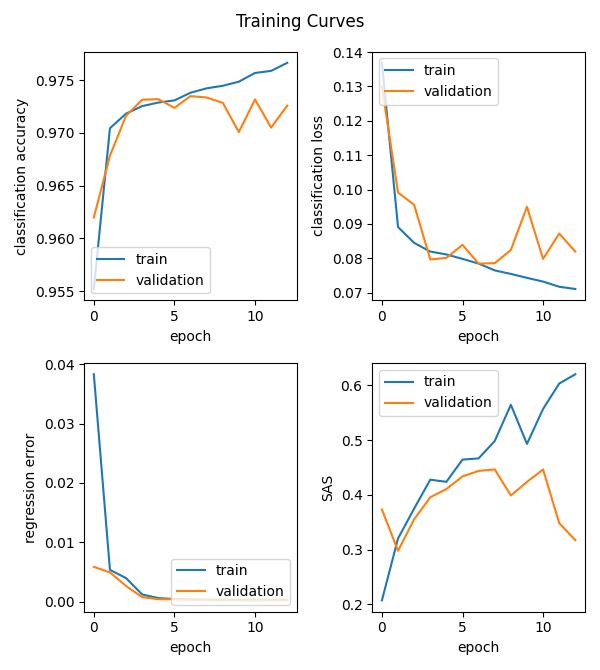 Training Curves
classification accuracy
0.975
0.970
0.965
0.960
0.955
train
validation
0
5
10
epoch
classification loss
0.14
0.13
0.12
0.11
0.10
0.09
0.08
0.07
train
validation
0
5
10
epoch
regression error
0.04
0.03
0.02
0.01
0.00
train
validation
0
5
10
epoch
SAS
0.6
0.5
0.4
0.3
0.2
train
validation
0
5
10
epoch